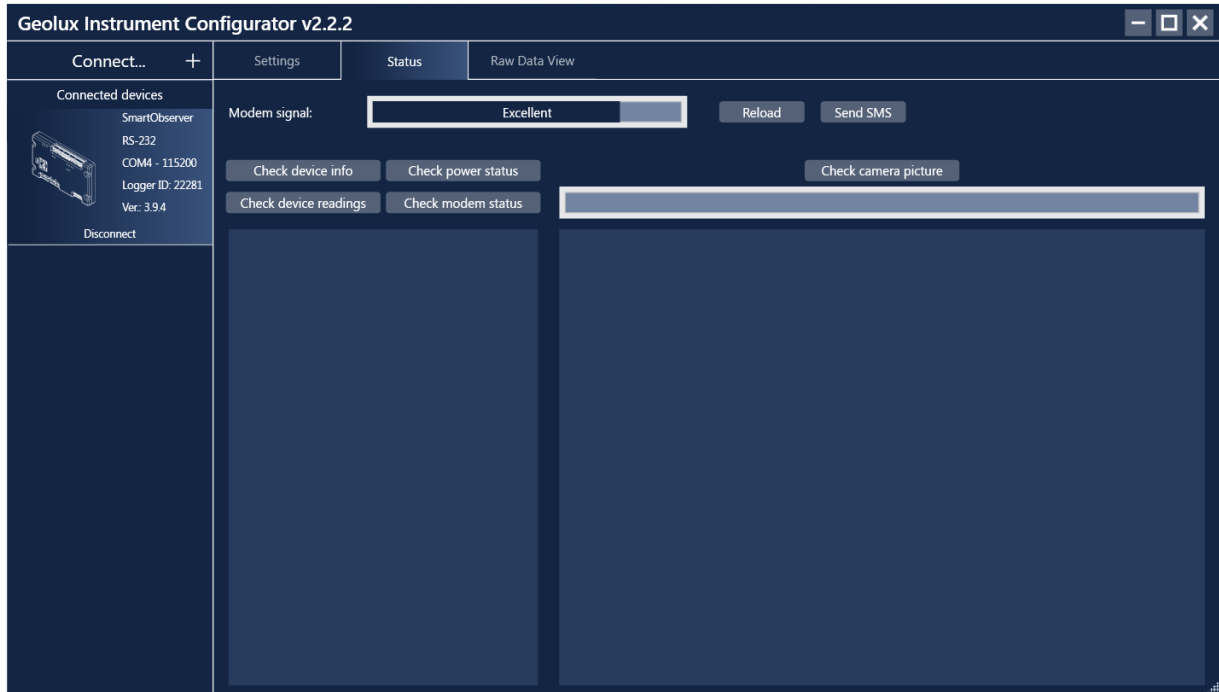 Geolux Instrument Configurator v2.2.2
Connect... +
Settings Status Raw Data View
Connected devices
SmartObserver
RS-232
COM4 - 115200
Logger ID: 22281
Ver.: 3.9.4
Disconnect
Modem signal: Excellent Reload Send SMS
Check device info Check power status Check camera picture
Check device readings Check modem status